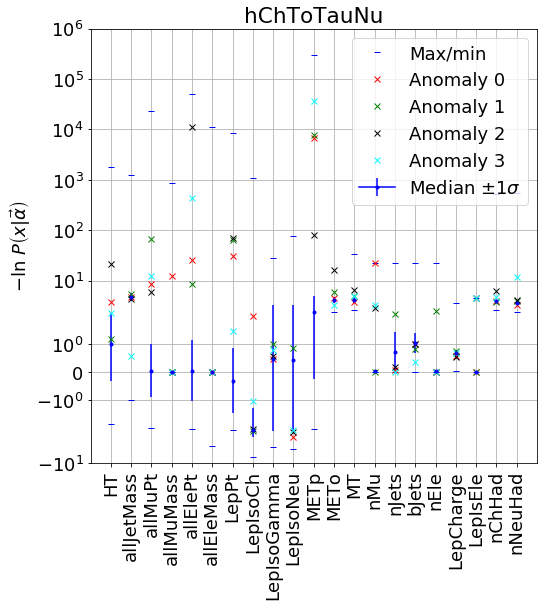 hChToTauNu
10^6
10^5
10^4
10^3
10^2
10^1
10^0
0
−10^0
−10^1
−ln P(x|α⃗)
Max/min
Anomaly 0
Anomaly 1
Anomaly 2
Anomaly 3
Median ±1σ
HT
allJetMass
allMuPt
allMuMass
allElePt
allEleMass
LepPt
LepIsoCh
LepIsoGamma
LepIsoNeu
METp
METo
MT
nMu
nJets
bJets
nEle
LepCharge
LepIsEle
nChHad
nNeuHad